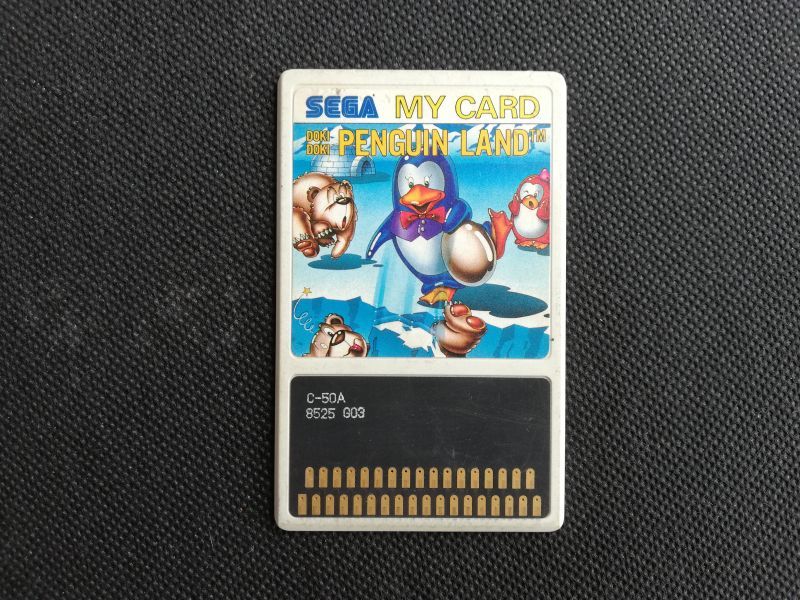 SEGA MY CARD
DOKI-
DOKI PENGUIN LAND™
C-50A
8525 G03